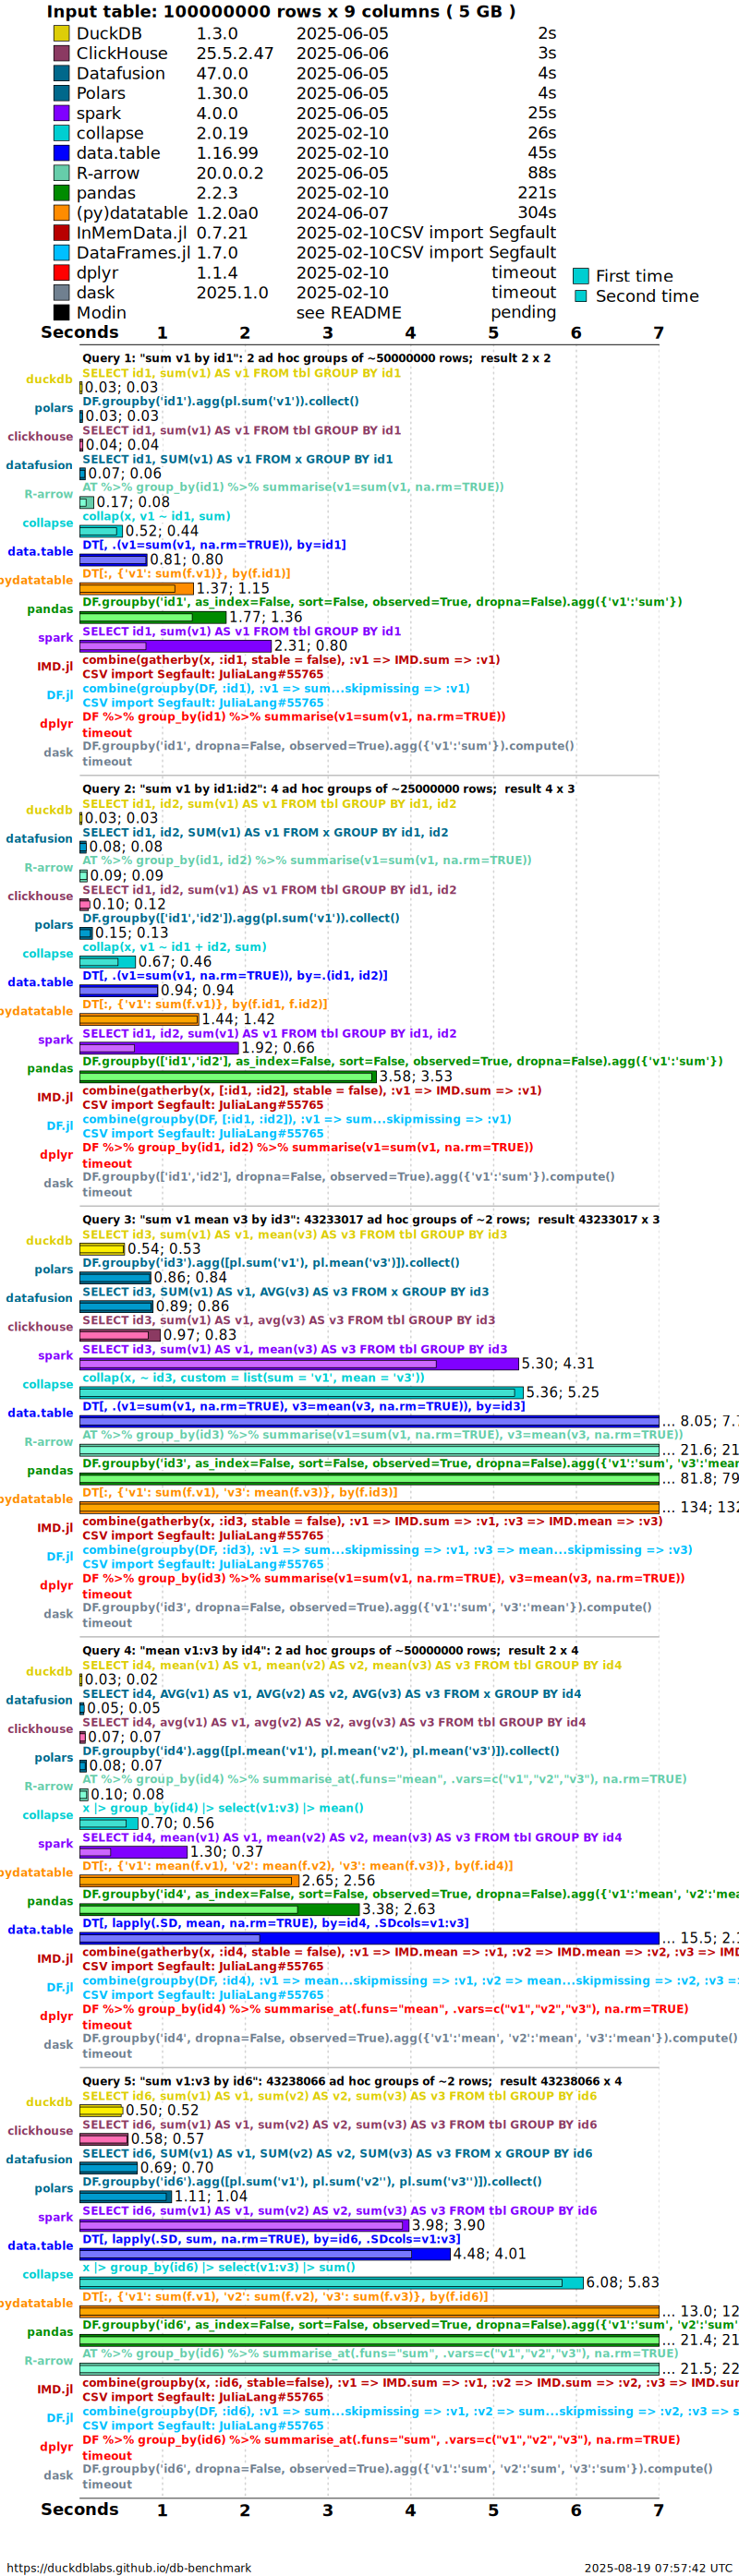 Input table: 100000000 rows x 9 columns ( 5 GB )
DuckDB 1.3.0 2025-06-05 2s
ClickHouse 25.5.2.47 2025-06-06 3s
Datafusion 47.0.0 2025-06-05 4s
Polars 1.30.0 2025-06-05 4s
spark 4.0.0 2025-06-05 25s
collapse 2.0.19 2025-02-10 26s
data.table 1.16.99 2025-02-10 45s
R-arrow 20.0.0.2 2025-06-05 88s
pandas 2.2.3 2025-02-10 221s
(py)datatable 1.2.0a0 2024-06-07 304s
InMemData.jl 0.7.21 2025-02-10 CSV import Segfault
DataFrames.jl 1.7.0 2025-02-10 CSV import Segfault
dplyr 1.1.4 2025-02-10 timeout
dask 2025.1.0 2025-02-10 timeout
Modin see README pending
First time
Second time
Seconds 1 2 3 4 5 6 7
Query 1: "sum v1 by id1": 2 ad hoc groups of ~50000000 rows; result 2 x 2
duckdb SELECT id1, sum(v1) AS v1 FROM tbl GROUP BY id1
0.03; 0.03
polars DF.groupby('id1').agg(pl.sum('v1')).collect()
0.03; 0.03
clickhouse SELECT id1, sum(v1) AS v1 FROM tbl GROUP BY id1
0.04; 0.04
datafusion SELECT id1, SUM(v1) AS v1 FROM x GROUP BY id1
0.07; 0.06
R-arrow AT %>% group_by(id1) %>% summarise(v1=sum(v1, na.rm=TRUE))
0.17; 0.08
collapse collap(x, v1 ~ id1, sum)
0.52; 0.44
data.table DT[, .(v1=sum(v1, na.rm=TRUE)), by=id1]
0.81; 0.80
pydatatable DT[:, {'v1': sum(f.v1)}, by(f.id1)]
1.37; 1.15
pandas DF.groupby('id1', as_index=False, sort=False, observed=True, dropna=False).agg({'v1':'sum'})
1.77; 1.36
spark SELECT id1, sum(v1) AS v1 FROM tbl GROUP BY id1
2.31; 0.80
IMD.jl combine(gatherby(x, :id1, stable = false), :v1 => IMD.sum => :v1)
CSV import Segfault: JuliaLang#55765
DF.jl combine(groupby(DF, :id1), :v1 => sum...skipmissing => :v1)
CSV import Segfault: JuliaLang#55765
dplyr DF %>% group_by(id1) %>% summarise(v1=sum(v1, na.rm=TRUE))
timeout
dask DF.groupby('id1', dropna=False, observed=True).agg({'v1':'sum'}).compute()
timeout
Query 2: "sum v1 by id1:id2": 4 ad hoc groups of ~25000000 rows; result 4 x 3
duckdb SELECT id1, id2, sum(v1) AS v1 FROM tbl GROUP BY id1, id2
0.03; 0.03
datafusion SELECT id1, id2, SUM(v1) AS v1 FROM x GROUP BY id1, id2
0.08; 0.08
R-arrow AT %>% group_by(id1, id2) %>% summarise(v1=sum(v1, na.rm=TRUE))
0.09; 0.09
clickhouse SELECT id1, id2, sum(v1) AS v1 FROM tbl GROUP BY id1, id2
0.10; 0.12
polars DF.groupby(['id1','id2']).agg(pl.sum('v1')).collect()
0.15; 0.13
collapse collap(x, v1 ~ id1 + id2, sum)
0.67; 0.46
data.table DT[, .(v1=sum(v1, na.rm=TRUE)), by=.(id1, id2)]
0.94; 0.94
pydatatable DT[:, {'v1': sum(f.v1)}, by(f.id1, f.id2)]
1.44; 1.42
spark SELECT id1, id2, sum(v1) AS v1 FROM tbl GROUP BY id1, id2
1.92; 0.66
pandas DF.groupby(['id1','id2'], as_index=False, sort=False, observed=True, dropna=False).agg({'v1':'sum'})
3.58; 3.53
IMD.jl combine(gatherby(x, [:id1, :id2], stable = false), :v1 => IMD.sum => :v1)
CSV import Segfault: JuliaLang#55765
DF.jl combine(groupby(DF, [:id1, :id2]), :v1 => sum...skipmissing => :v1)
CSV import Segfault: JuliaLang#55765
dplyr DF %>% group_by(id1, id2) %>% summarise(v1=sum(v1, na.rm=TRUE))
timeout
dask DF.groupby(['id1','id2'], dropna=False, observed=True).agg({'v1':'sum'}).compute()
timeout
Query 3: "sum v1 mean v3 by id3": 43233017 ad hoc groups of ~2 rows; result 43233017 x 3
duckdb SELECT id3, sum(v1) AS v1, mean(v3) AS v3 FROM tbl GROUP BY id3
0.54; 0.53
polars DF.groupby('id3').agg([pl.sum('v1'), pl.mean('v3')]).collect()
0.86; 0.84
datafusion SELECT id3, SUM(v1) AS v1, AVG(v3) AS v3 FROM x GROUP BY id3
0.89; 0.86
clickhouse SELECT id3, sum(v1) AS v1, avg(v3) AS v3 FROM tbl GROUP BY id3
0.97; 0.83
spark SELECT id3, sum(v1) AS v1, mean(v3) AS v3 FROM tbl GROUP BY id3
5.30; 4.31
collapse collap(x, ~ id3, custom = list(sum = 'v1', mean = 'v3'))
5.36; 5.25
data.table DT[, .(v1=sum(v1, na.rm=TRUE), v3=mean(v3, na.rm=TRUE)), by=id3]
... 8.05; 7.7
R-arrow AT %>% group_by(id3) %>% summarise(v1=sum(v1, na.rm=TRUE), v3=mean(v3, na.rm=TRUE))
... 21.6; 21
pandas DF.groupby('id3', as_index=False, sort=False, observed=True, dropna=False).agg({'v1':'sum', 'v3':'mean
... 81.8; 79
pydatatable DT[:, {'v1': sum(f.v1), 'v3': mean(f.v3)}, by(f.id3)]
... 134; 132
IMD.jl combine(gatherby(x, :id3, stable = false), :v1 => IMD.sum => :v1, :v3 => IMD.mean => :v3)
CSV import Segfault: JuliaLang#55765
DF.jl combine(groupby(DF, :id3), :v1 => sum...skipmissing => :v1, :v3 => mean...skipmissing => :v3)
CSV import Segfault: JuliaLang#55765
dplyr DF %>% group_by(id3) %>% summarise(v1=sum(v1, na.rm=TRUE), v3=mean(v3, na.rm=TRUE))
timeout
dask DF.groupby('id3', dropna=False, observed=True).agg({'v1':'sum', 'v3':'mean'}).compute()
timeout
Query 4: "mean v1:v3 by id4": 2 ad hoc groups of ~50000000 rows; result 2 x 4
duckdb SELECT id4, mean(v1) AS v1, mean(v2) AS v2, mean(v3) AS v3 FROM tbl GROUP BY id4
0.03; 0.02
datafusion SELECT id4, AVG(v1) AS v1, AVG(v2) AS v2, AVG(v3) AS v3 FROM x GROUP BY id4
0.05; 0.05
clickhouse SELECT id4, avg(v1) AS v1, avg(v2) AS v2, avg(v3) AS v3 FROM tbl GROUP BY id4
0.07; 0.07
polars DF.groupby('id4').agg([pl.mean('v1'), pl.mean('v2'), pl.mean('v3')]).collect()
0.08; 0.07
R-arrow AT %>% group_by(id4) %>% summarise_at(.funs="mean", .vars=c("v1","v2","v3"), na.rm=TRUE)
0.10; 0.08
collapse x |> group_by(id4) |> select(v1:v3) |> mean()
0.70; 0.56
spark SELECT id4, mean(v1) AS v1, mean(v2) AS v2, mean(v3) AS v3 FROM tbl GROUP BY id4
1.30; 0.37
pydatatable DT[:, {'v1': mean(f.v1), 'v2': mean(f.v2), 'v3': mean(f.v3)}, by(f.id4)]
2.65; 2.56
pandas DF.groupby('id4', as_index=False, sort=False, observed=True, dropna=False).agg({'v1':'mean', 'v2':'mea
3.38; 2.63
data.table DT[, lapply(.SD, mean, na.rm=TRUE), by=id4, .SDcols=v1:v3]
... 15.5; 2.1
IMD.jl combine(gatherby(x, :id4, stable = false), :v1 => IMD.mean => :v1, :v2 => IMD.mean => :v2, :v3 => IMD
CSV import Segfault: JuliaLang#55765
DF.jl combine(groupby(DF, :id4), :v1 => mean...skipmissing => :v1, :v2 => mean...skipmissing => :v2, :v3 =>
CSV import Segfault: JuliaLang#55765
dplyr DF %>% group_by(id4) %>% summarise_at(.funs="mean", .vars=c("v1","v2","v3"), na.rm=TRUE)
timeout
dask DF.groupby('id4', dropna=False, observed=True).agg({'v1':'mean', 'v2':'mean', 'v3':'mean'}).compute()
timeout
Query 5: "sum v1:v3 by id6": 43238066 ad hoc groups of ~2 rows; result 43238066 x 4
duckdb SELECT id6, sum(v1) AS v1, sum(v2) AS v2, sum(v3) AS v3 FROM tbl GROUP BY id6
0.50; 0.52
clickhouse SELECT id6, sum(v1) AS v1, sum(v2) AS v2, sum(v3) AS v3 FROM tbl GROUP BY id6
0.58; 0.57
datafusion SELECT id6, SUM(v1) AS v1, SUM(v2) AS v2, SUM(v3) AS v3 FROM x GROUP BY id6
0.69; 0.70
polars DF.groupby('id6').agg([pl.sum('v1'), pl.sum('v2''), pl.sum('v3'')]).collect()
1.11; 1.04
spark SELECT id6, sum(v1) AS v1, sum(v2) AS v2, sum(v3) AS v3 FROM tbl GROUP BY id6
3.98; 3.90
data.table DT[, lapply(.SD, sum, na.rm=TRUE), by=id6, .SDcols=v1:v3]
4.48; 4.01
collapse x |> group_by(id6) |> select(v1:v3) |> sum()
6.08; 5.83
pydatatable DT[:, {'v1': sum(f.v1), 'v2': sum(f.v2), 'v3': sum(f.v3)}, by(f.id6)]
... 13.0; 12
pandas DF.groupby('id6', as_index=False, sort=False, observed=True, dropna=False).agg({'v1':'sum', 'v2':'sum'
... 21.4; 21
R-arrow AT %>% group_by(id6) %>% summarise_at(.funs="sum", .vars=c("v1","v2","v3"), na.rm=TRUE)
... 21.5; 22
IMD.jl combine(groupby(x, :id6, stable=false), :v1 => IMD.sum => :v1, :v2 => IMD.sum => :v2, :v3 => IMD.sum
CSV import Segfault: JuliaLang#55765
DF.jl combine(groupby(DF, :id6), :v1 => sum...skipmissing => :v1, :v2 => sum...skipmissing => :v2, :v3 => s
CSV import Segfault: JuliaLang#55765
dplyr DF %>% group_by(id6) %>% summarise_at(.funs="sum", .vars=c("v1","v2","v3"), na.rm=TRUE)
timeout
dask DF.groupby('id6', dropna=False, observed=True).agg({'v1':'sum', 'v2':'sum', 'v3':'sum'}).compute()
timeout
Seconds 1 2 3 4 5 6 7
https://duckdblabs.github.io/db-benchmark 2025-08-19 07:57:42 UTC